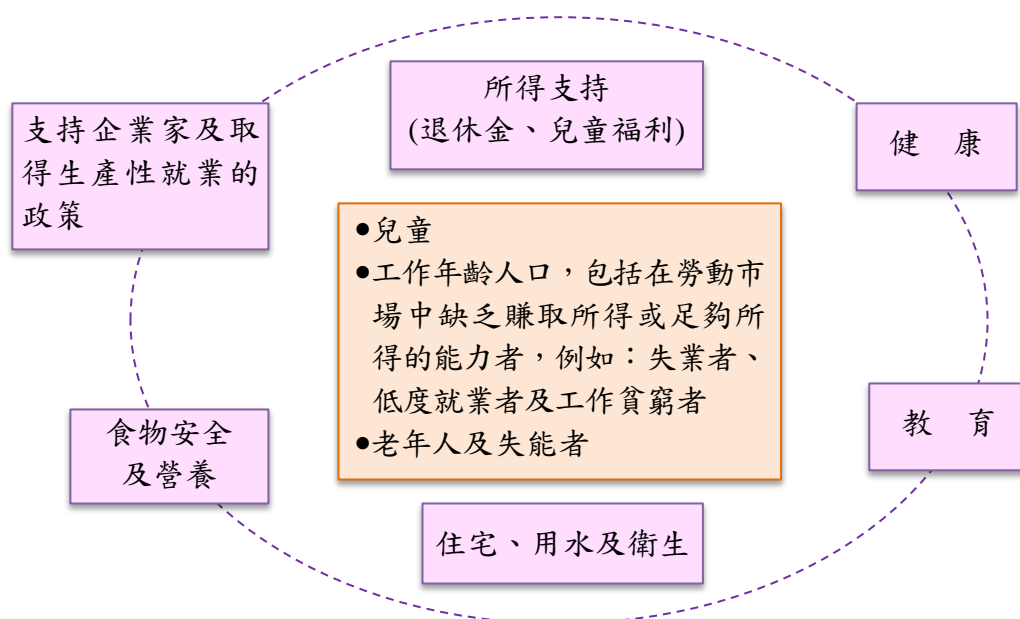 所得支持
(退休金、兒童福利)
支持企業家及取
得生產性就業的
政策
健 康
●兒童
●工作年齡人口，包括在勞動市
場中缺乏賺取所得或足夠所
得的能力者，例如：失業者、
低度就業者及工作貧窮者
●老年人及失能者
食物安全
及營養
教 育
住宅、用水及衛生